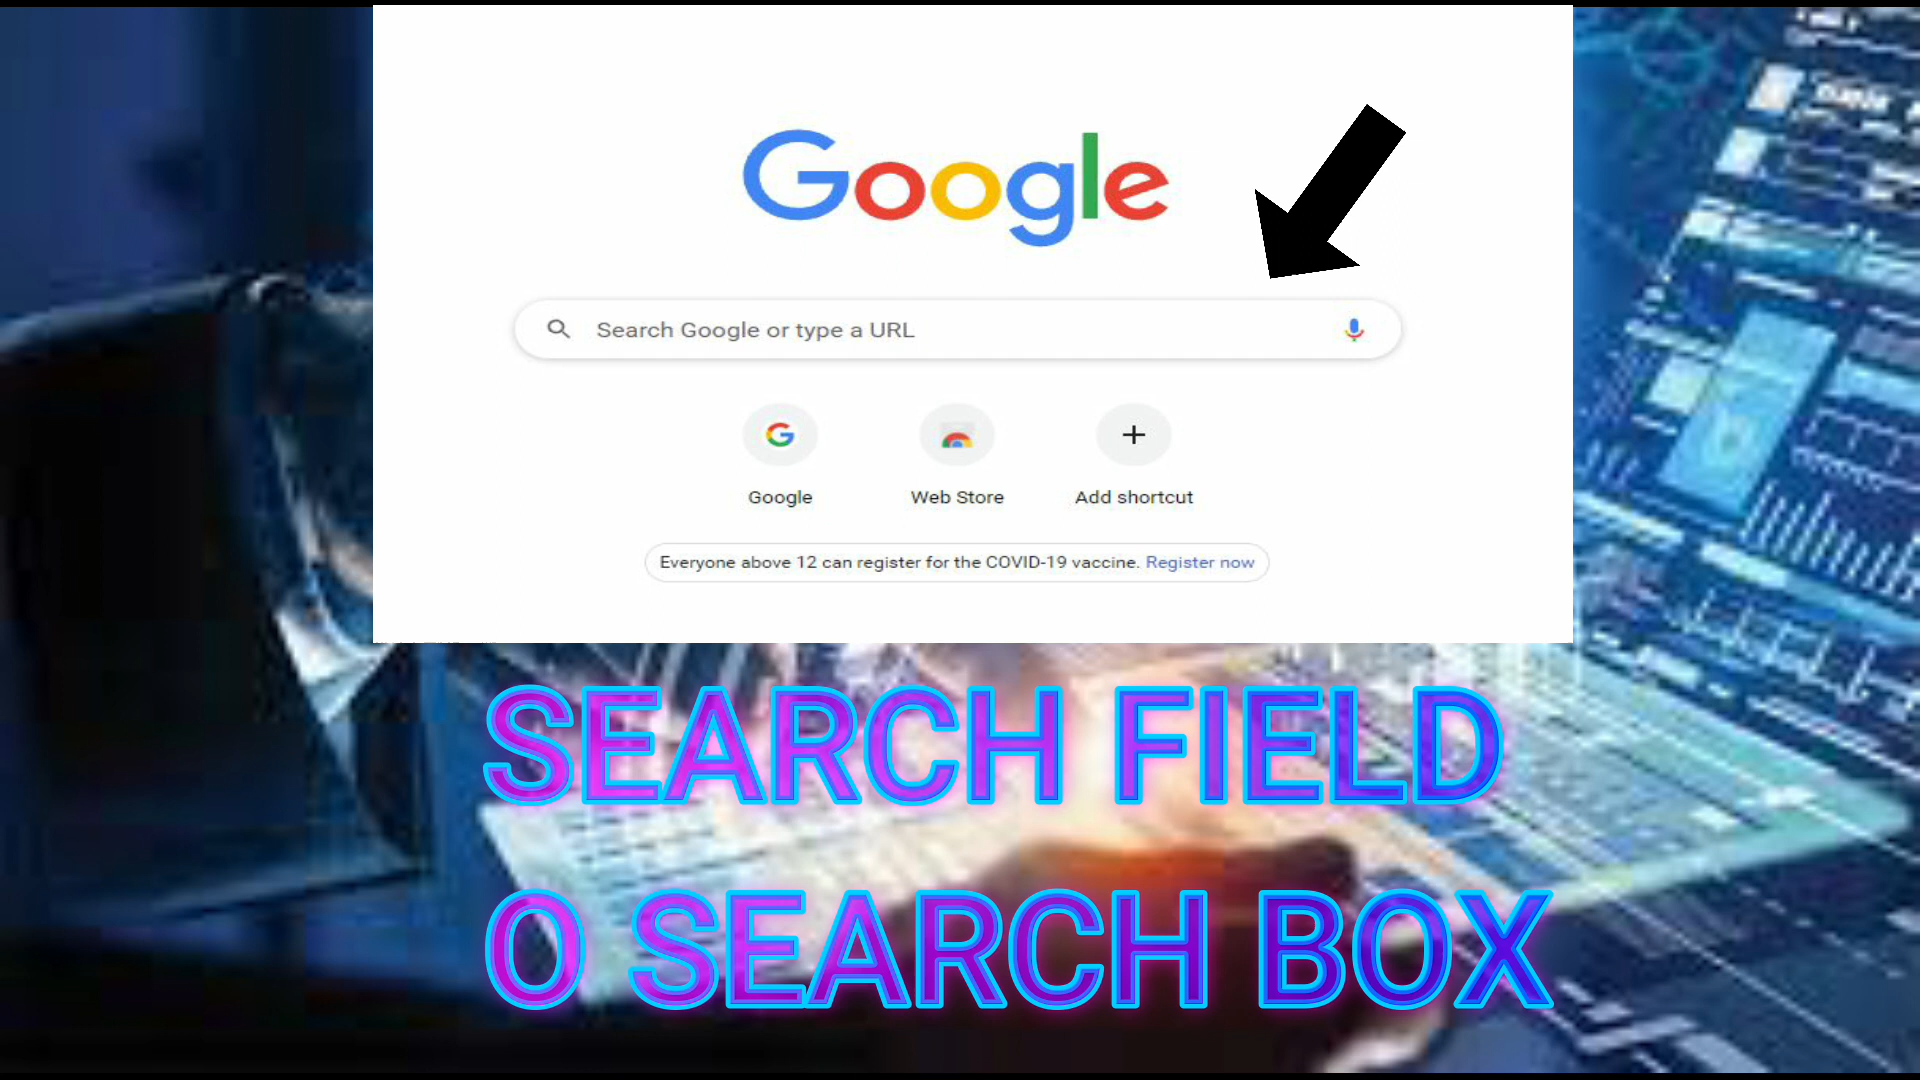 Google
Search Google or type a URL
Google
Web Store
Add shortcut
Everyone above 12 can register for the COVID-19 vaccine. Register now
SEARCH FIELD
O SEARCH BOX